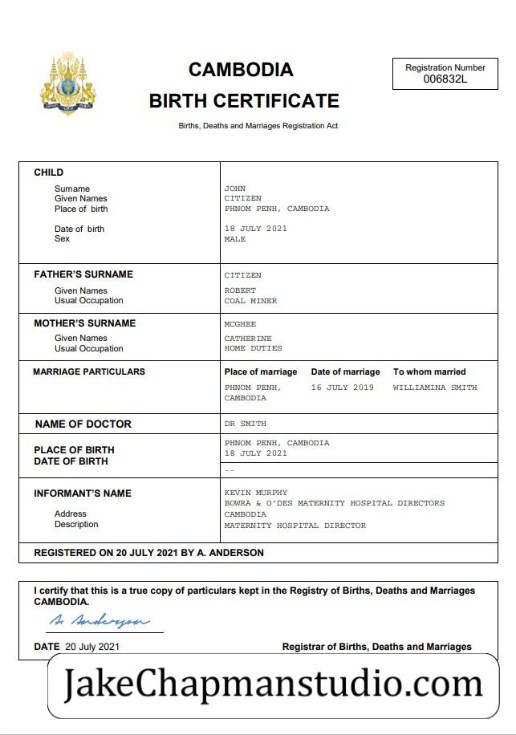 CAMBODIA
BIRTH CERTIFICATE
Births, Deaths and Marriages Registration Act
Registration Number
006832L
CHILD
Surname JOHN
Given Names CITIZEN
Place of birth PHNOM PENH, CAMBODIA
Date of birth 18 JULY 2021
Sex MALE
FATHER'S SURNAME CITIZEN
Given Names ROBERT
Usual Occupation COAL MINER
MOTHER'S SURNAME MCGHEE
Given Names CATHERINE
Usual Occupation HOME DUTIES
MARRIAGE PARTICULARS Place of marriage Date of marriage To whom married
PHNOM PENH, 16 JULY 2019 WILLIAMINA SMITH
CAMBODIA
NAME OF DOCTOR DR SMITH
PLACE OF BIRTH PHNOM PENH, CAMBODIA
DATE OF BIRTH 18 JULY 2021
--
INFORMANT'S NAME KEVIN MURPHY
BOWRA & O'DES MATERNITY HOSPITAL DIRECTORS
Address CAMBODIA
Description MATERNITY HOSPITAL DIRECTOR
REGISTERED ON 20 JULY 2021 BY A. ANDERSON
I certify that this is a true copy of particulars kept in the Registry of Births, Deaths and Marriages
CAMBODIA.
A. Anderson
DATE 20 July 2021 Registrar of Births, Deaths and Marriages
JakeChapmanstudio.com